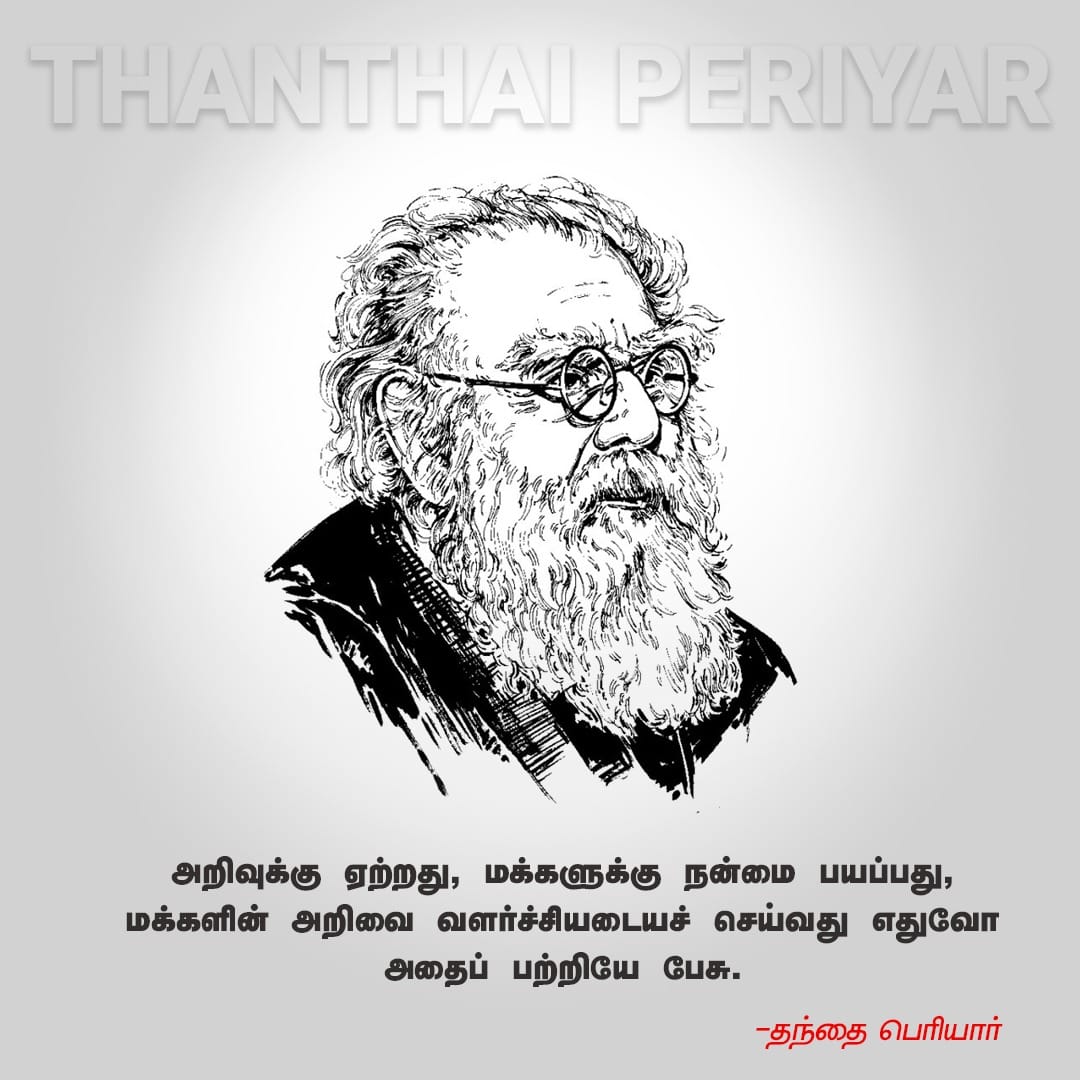 THANTHAI PERIYAR
அறிவுக்கு ஏற்றது, மக்களுக்கு நன்மை பயப்பது,
மக்களின் அறிவை வளர்ச்சியடையச் செய்வது எதுவோ
அதைப் பற்றியே பேசு.
-தந்தை பெரியார்